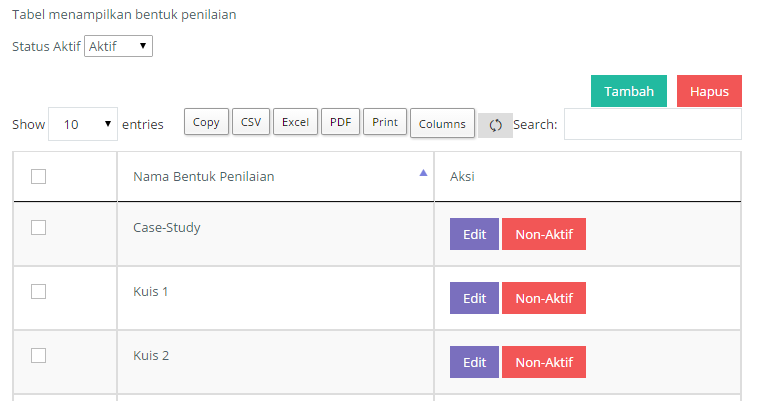 Tabel menampilkan bentuk penilaian
Status Aktif Aktif
Tambah Hapus
Show 10 entries Copy CSV Excel PDF Print Columns Search:
Nama Bentuk Penilaian Aksi
Case-Study Edit Non-Aktif
Kuis 1 Edit Non-Aktif
Kuis 2 Edit Non-Aktif